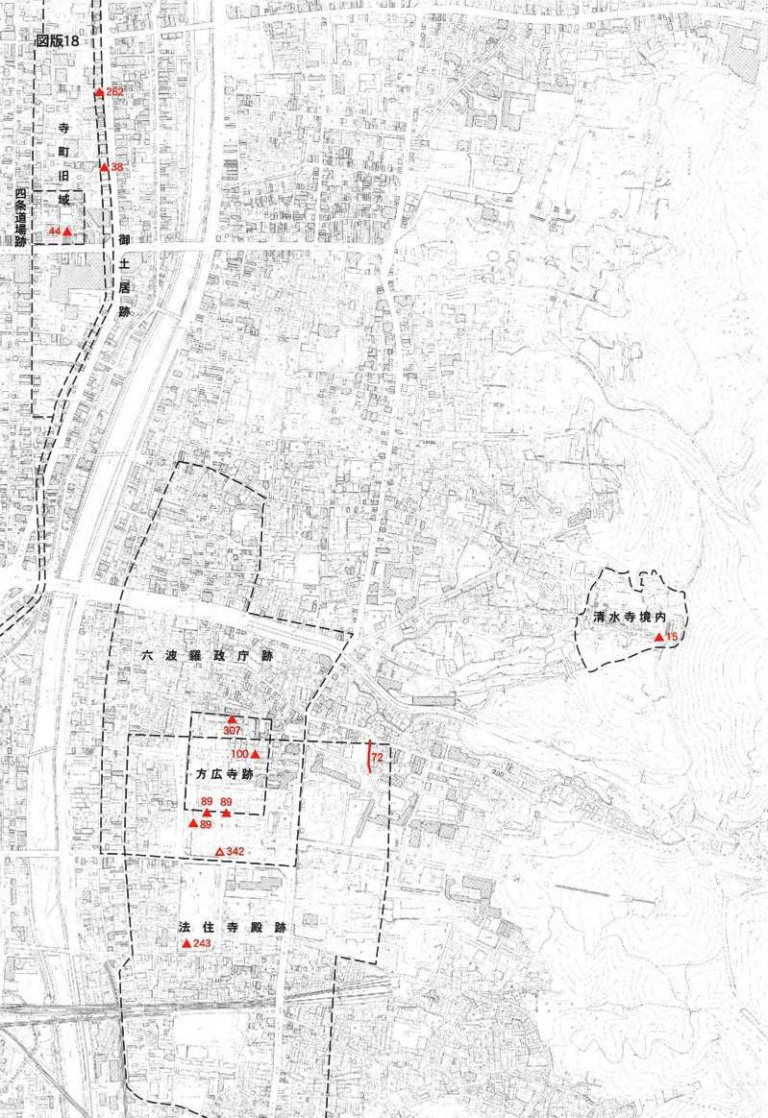 図版18
262
寺町旧域
38
四条道場跡
44
御土居跡
清水寺境内
15
六波羅政庁跡
307
100
72
方広寺跡
89 89
89
342
法住寺殿跡
243